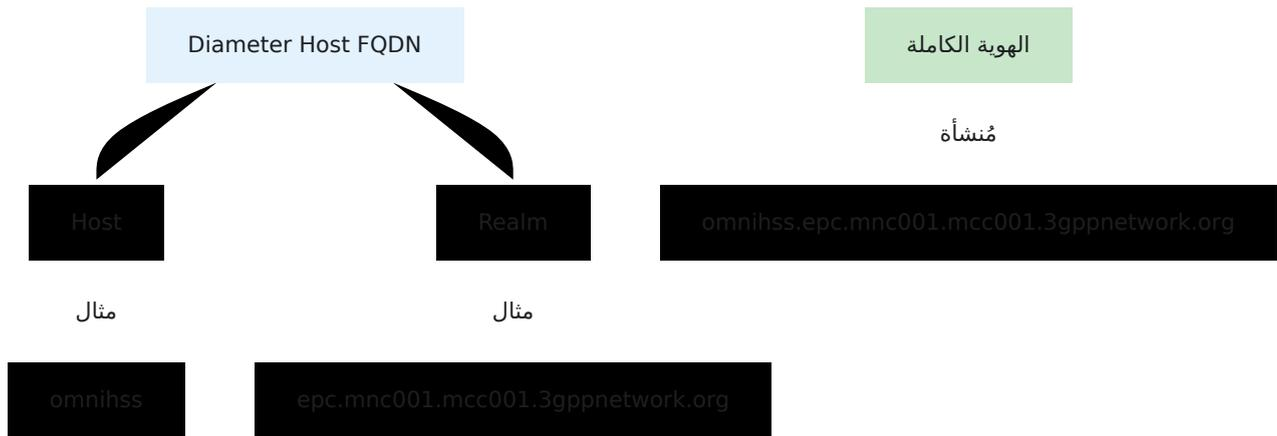 Diameter Host FQDN
الهوية الكاملة
مُنشأة
Host
Realm
omnihss.epc.mnc001.mcc001.3gppnetwork.org
مثال
مثال
omnihss
epc.mnc001.mcc001.3gppnetwork.org